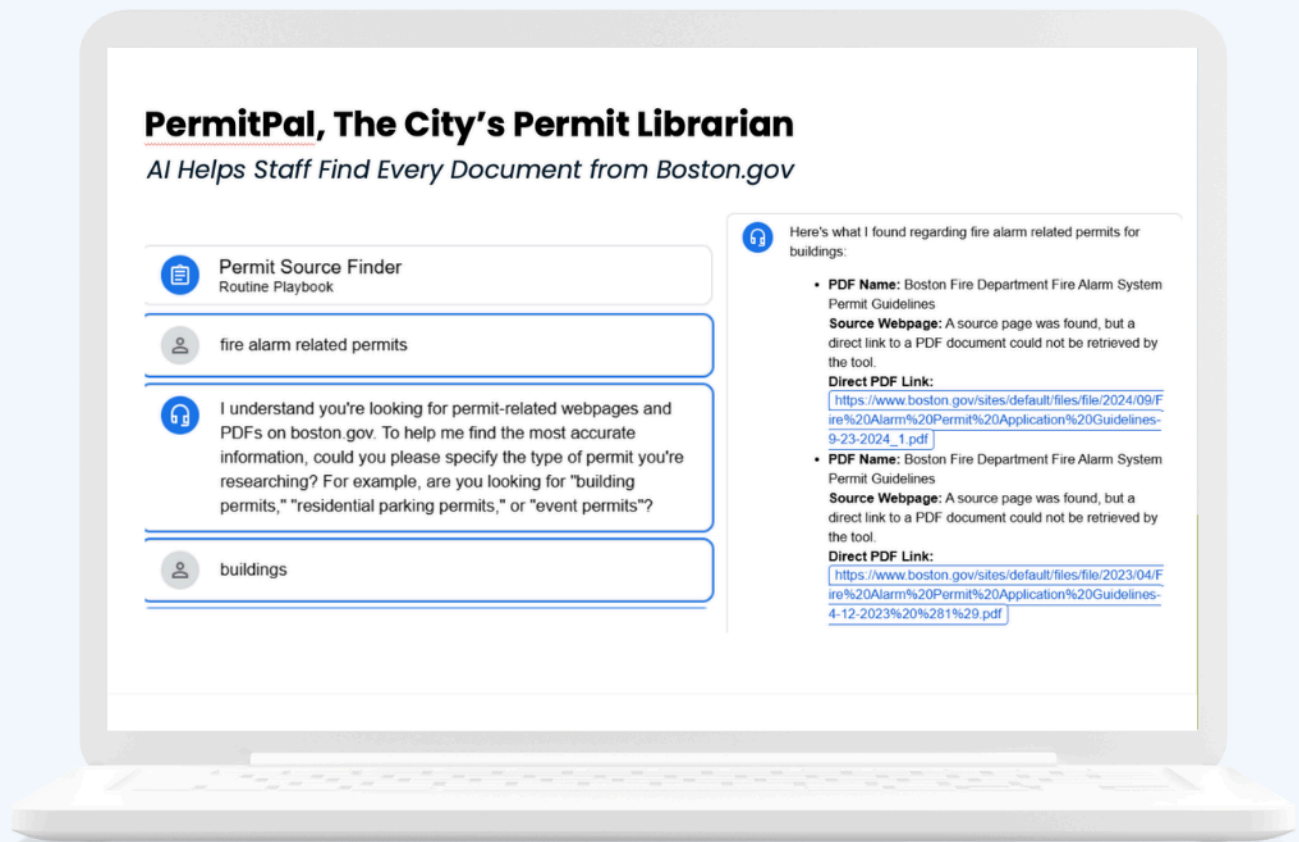 PermitPal, The City’s Permit Librarian
AI Helps Staff Find Every Document from Boston.gov
Permit Source Finder
Routine Playbook
fire alarm related permits
I understand you're looking for permit-related webpages and
PDFs on boston.gov. To help me find the most accurate
information, could you please specify the type of permit you're
researching? For example, are you looking for "building
permits," "residential parking permits," or "event permits"?
buildings
Here's what I found regarding fire alarm related permits for
buildings:
• PDF Name: Boston Fire Department Fire Alarm System
Permit Guidelines
Source Webpage: A source page was found, but a
direct link to a PDF document could not be retrieved by
the tool.
Direct PDF Link:
https://www.boston.gov/sites/default/files/file/2024/09/F
ire%20Alarm%20Permit%20Application%20Guidelines-
9-23-2024_1.pdf
• PDF Name: Boston Fire Department Fire Alarm System
Permit Guidelines
Source Webpage: A source page was found, but a
direct link to a PDF document could not be retrieved by
the tool.
Direct PDF Link:
https://www.boston.gov/sites/default/files/file/2023/04/F
ire%20Alarm%20Permit%20Application%20Guidelines-
4-12-2023%20%281%29.pdf